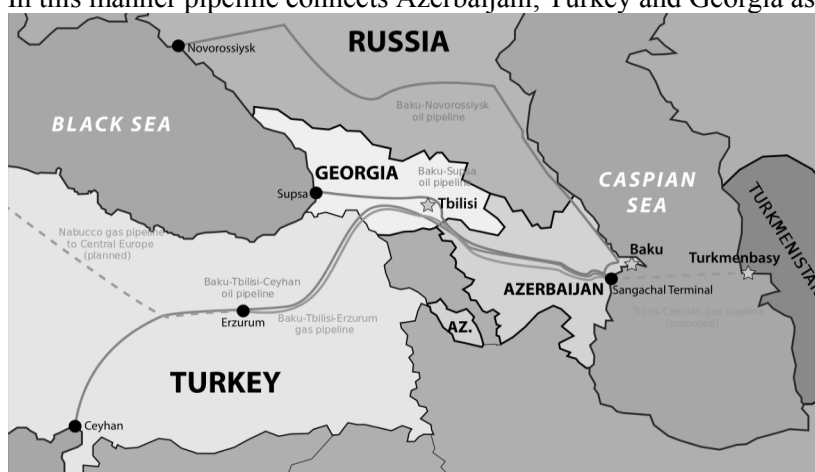 In this manner pipeline connects Azerbaijani, Turkey and Georgia as
RUSSIA
Novorossiysk
Baku-Novorossiysk
oil pipeline
BLACK SEA
GEORGIA
Baku-Supsa
oil pipeline
CASPIAN
SEA
TURKMENISTAN
Supsa
Tbilisi
Nabucco gas pipeline
to Central Europe
(planned)
Baku
Turkmenbasy
Baku-Tbilisi-Ceyhan
oil pipeline
AZERBAIJAN
Sangachal Terminal
Erzurum
Baku-Tbilisi-Erzurum
gas pipeline
Trans-Caspian gas pipeline
(proposed)
AZ.
TURKEY
Ceyhan